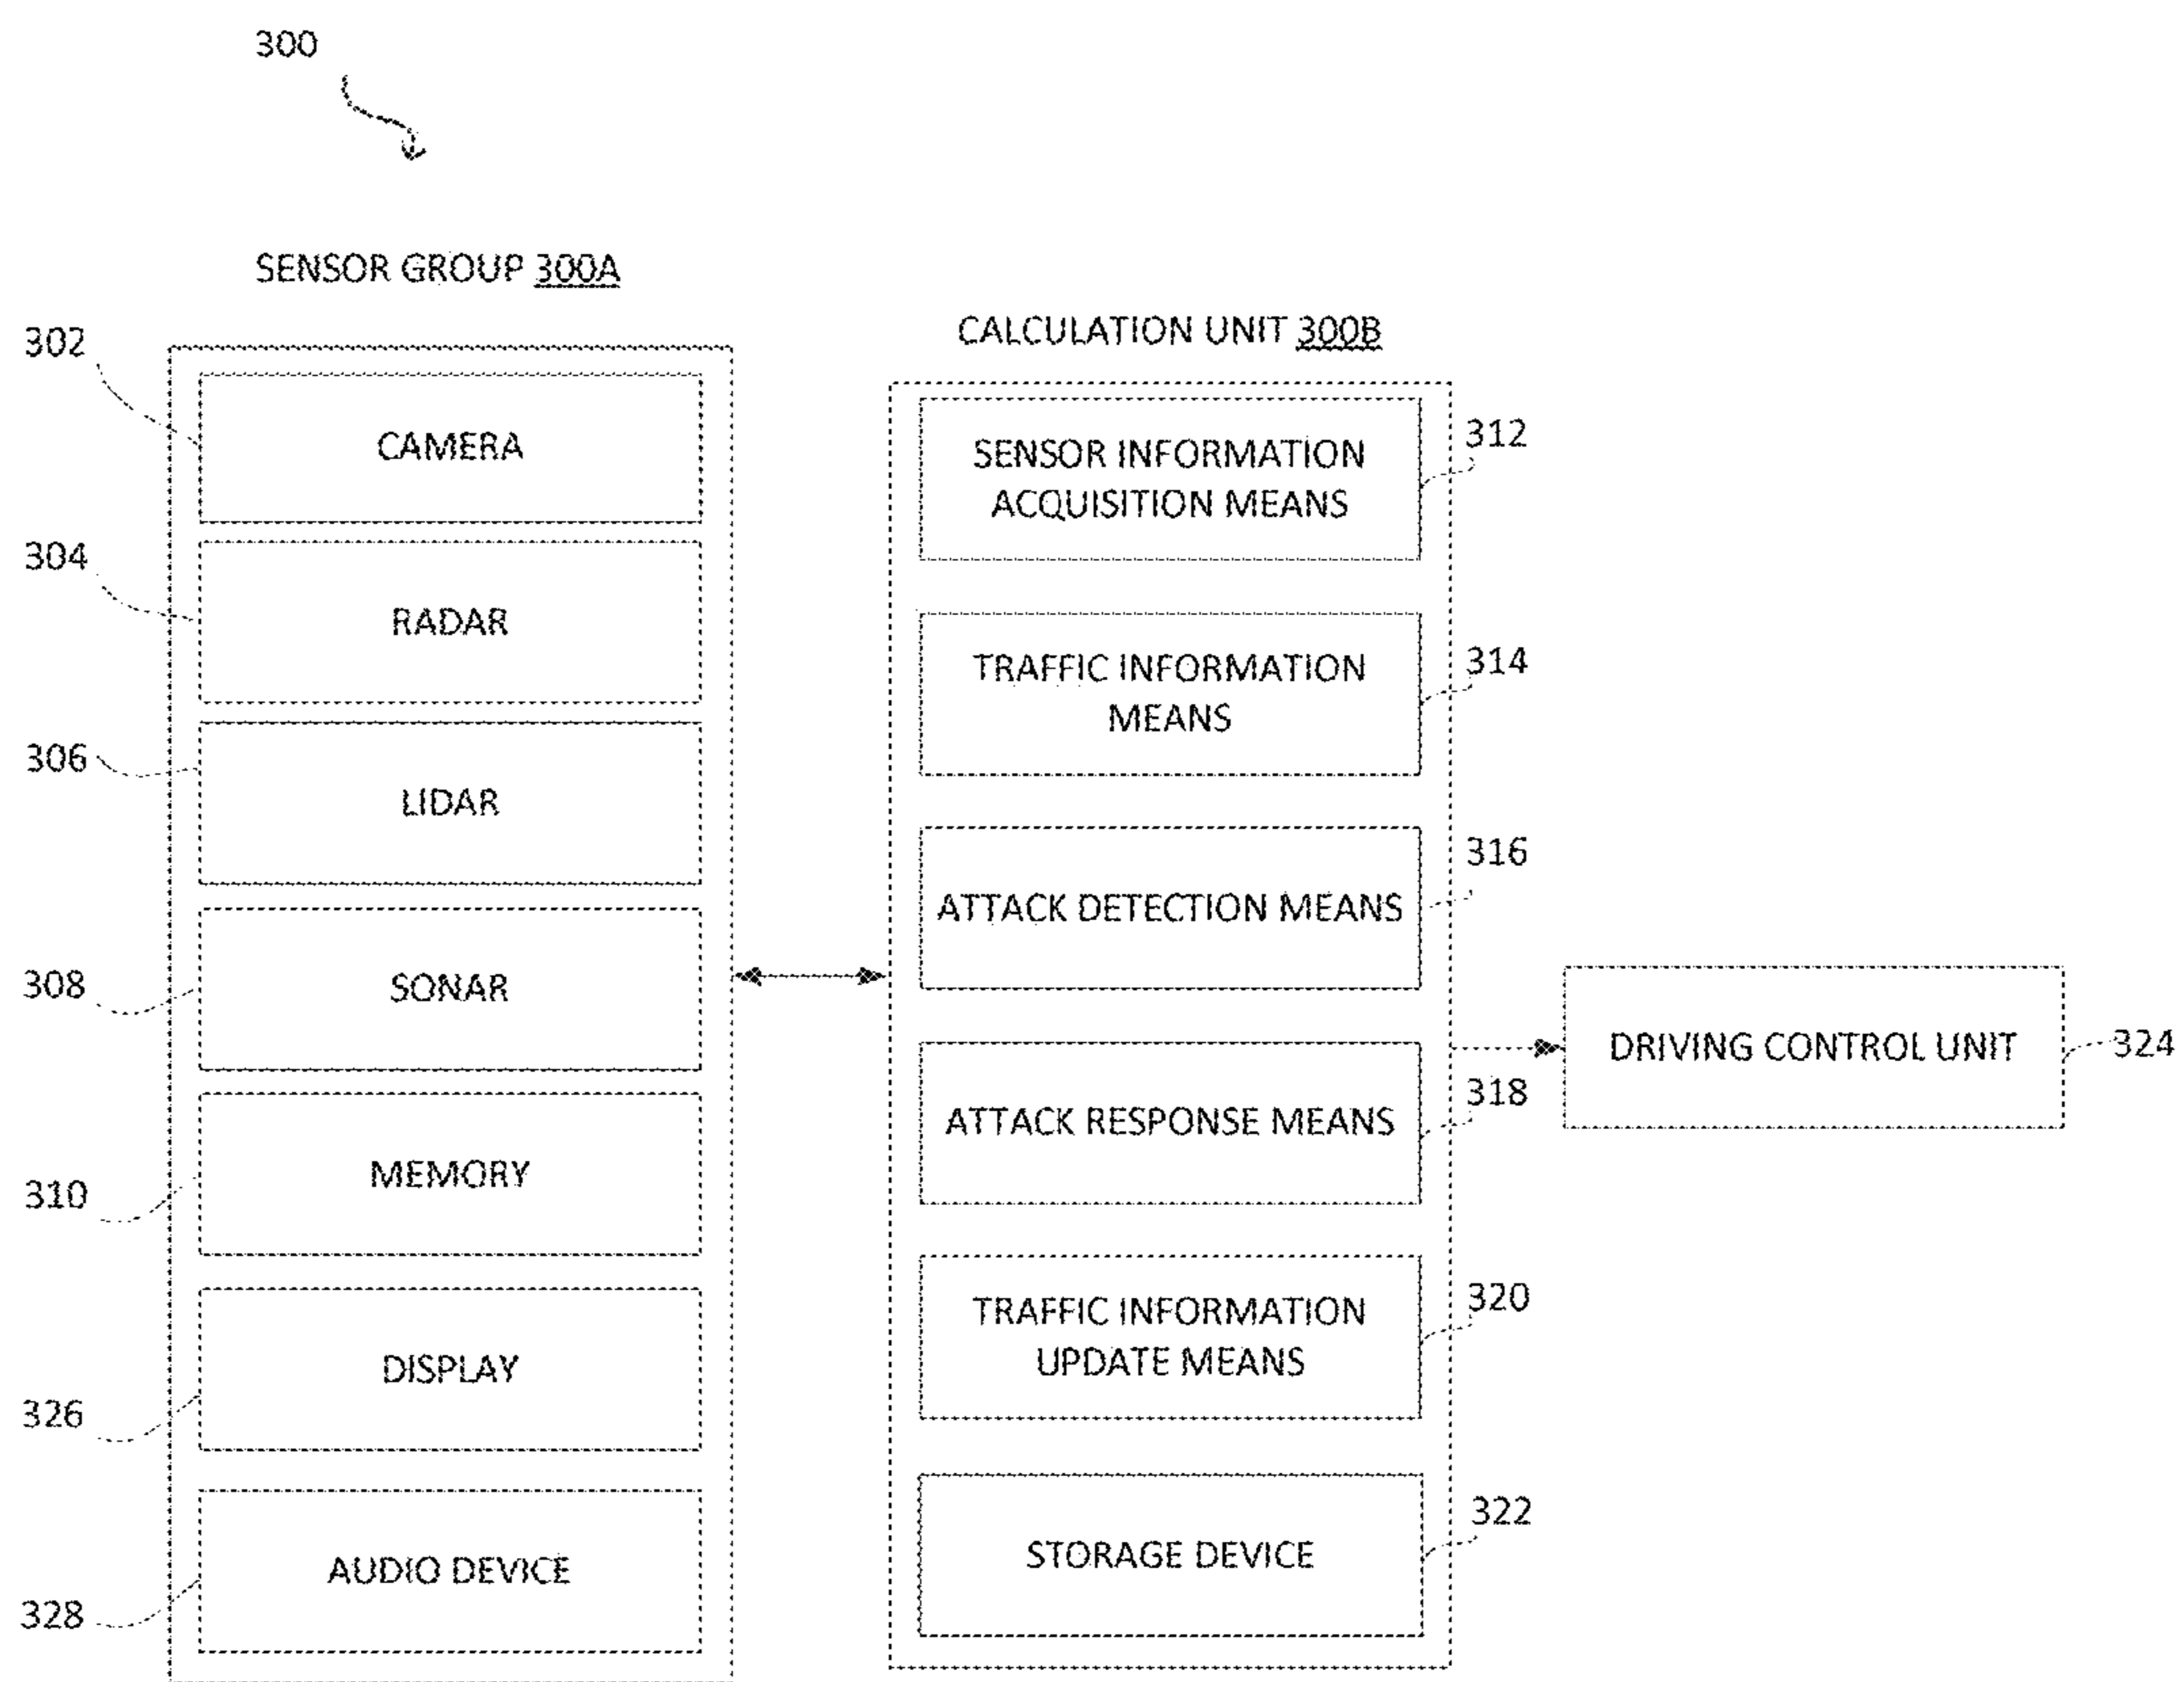 300
SENSOR GROUP 300A
302
CAMERA
304
RADAR
306
LIDAR
308
SONAR
310
MEMORY
326
DISPLAY
328
AUDIO DEVICE
CALCULATION UNIT 300B
312
SENSOR INFORMATION
ACQUISITION MEANS
314
TRAFFIC INFORMATION
MEANS
316
ATTACK DETECTION MEANS
318
ATTACK RESPONSE MEANS
320
TRAFFIC INFORMATION
UPDATE MEANS
322
STORAGE DEVICE
DRIVING CONTROL UNIT
324